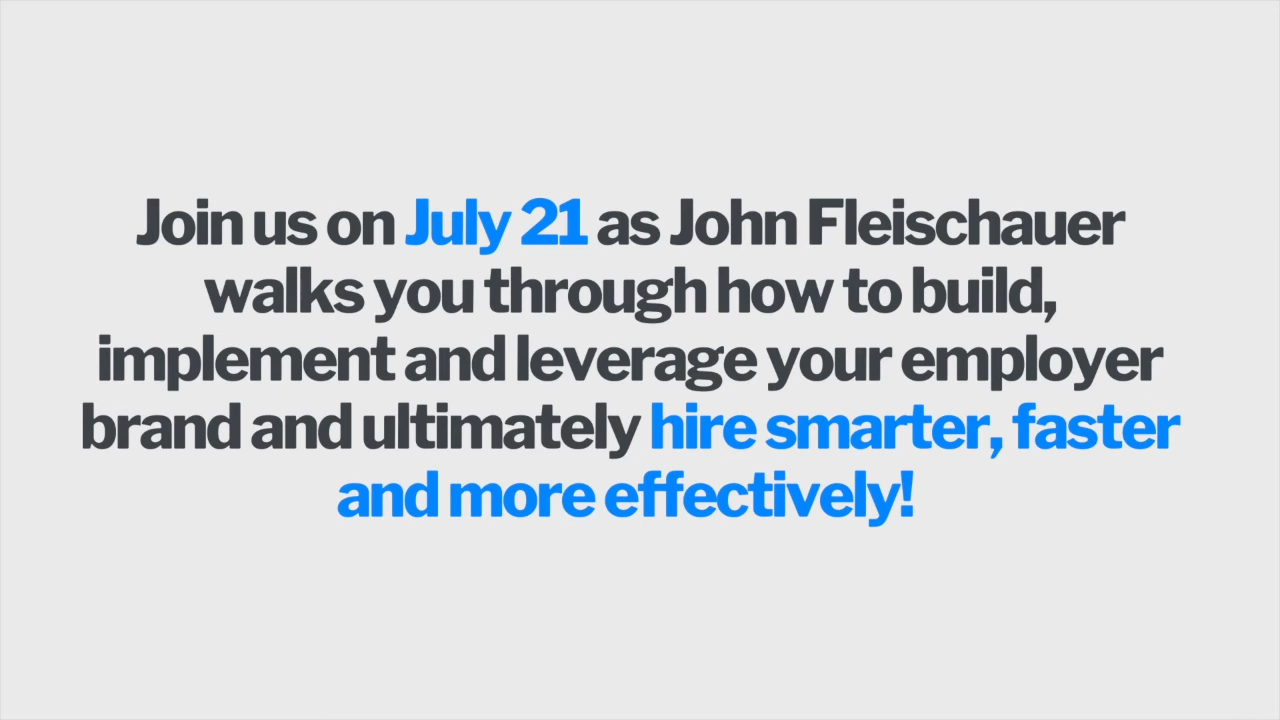 Join us on July 21 as John Fleischauer
walks you through how to build,
implement and leverage your employer
brand and ultimately hire smarter, faster
and more effectively!